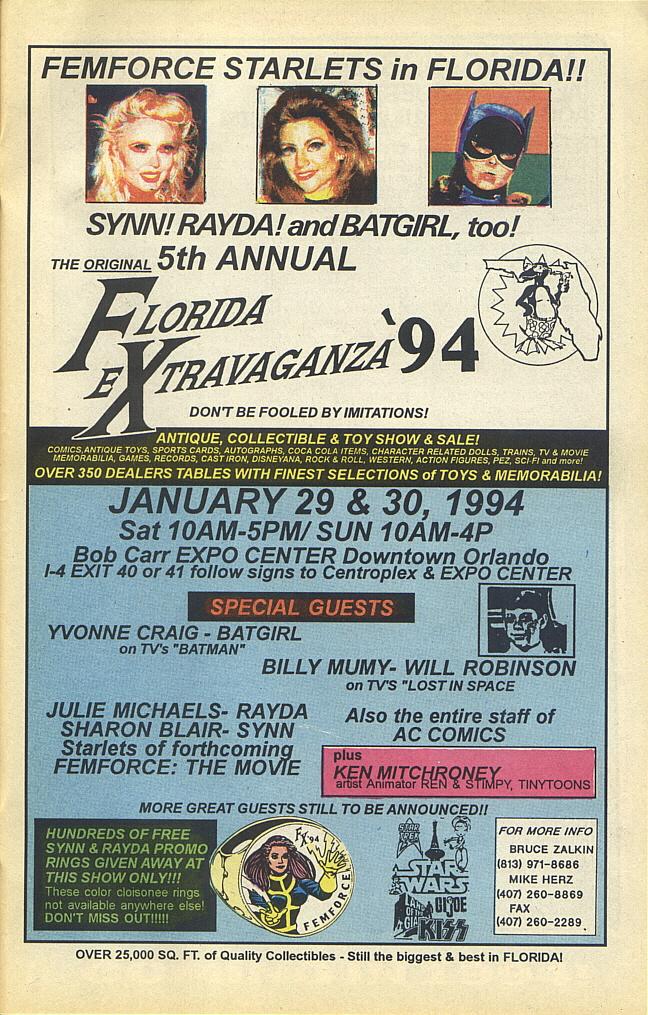 FEMFORCE STARLETS in FLORIDA!!
SYNN! RAYDA! and BATGIRL, too!
THE ORIGINAL 5th ANNUAL
FLORIDA
EXTRAVAGANZA `94
DON'T BE FOOLED BY IMITATIONS!
ANTIQUE, COLLECTIBLE & TOY SHOW & SALE!
COMICS,ANTIQUE TOYS, SPORTS CARDS, AUTOGRAPHS, COCA COLA ITEMS, CHARACTER RELATED DOLLS, TRAINS, TV & MOVIE
MEMORABILIA, GAMES, RECORDS, CAST IRON, DISNEYANA, ROCK & ROLL, WESTERN, ACTION FIGURES, PEZ, SCI-FI and more!
OVER 350 DEALERS TABLES WITH FINEST SELECTIONS of TOYS & MEMORABILIA!
JANUARY 29 & 30, 1994
Sat 10AM-5PM/ SUN 10AM-4P
Bob Carr EXPO CENTER Downtown Orlando
I-4 EXIT 40 or 41 follow signs to Centroplex & EXPO CENTER
SPECIAL GUESTS
YVONNE CRAIG - BATGIRL
on TV's "BATMAN"
BILLY MUMY- WILL ROBINSON
on TV'S "LOST IN SPACE
JULIE MICHAELS- RAYDA
SHARON BLAIR- SYNN
Starlets of forthcoming
FEMFORCE: THE MOVIE
Also the entire staff of
AC COMICS
plus
KEN MITCHRONEY
artist Animator REN & STIMPY, TINYTOONS
MORE GREAT GUESTS STILL TO BE ANNOUNCED!!
HUNDREDS OF FREE
SYNN & RAYDA PROMO
RINGS GIVEN AWAY AT
THIS SHOW ONLY!!!
These color cloisonee rings
not available anywhere else!
DON'T MISS OUT!!!!!
FX '94
FEMFORCE
STAR TREK
STAR
WARS
LAND
OF THE
GIA
GIJOE
KISS
FOR MORE INFO
BRUCE ZALKIN
(813) 971-8686
MIKE HERZ
(407) 260-8869
FAX
(407) 260-2289
OVER 25,000 SQ. FT. of Quality Collectibles - Still the biggest & best in FLORIDA!